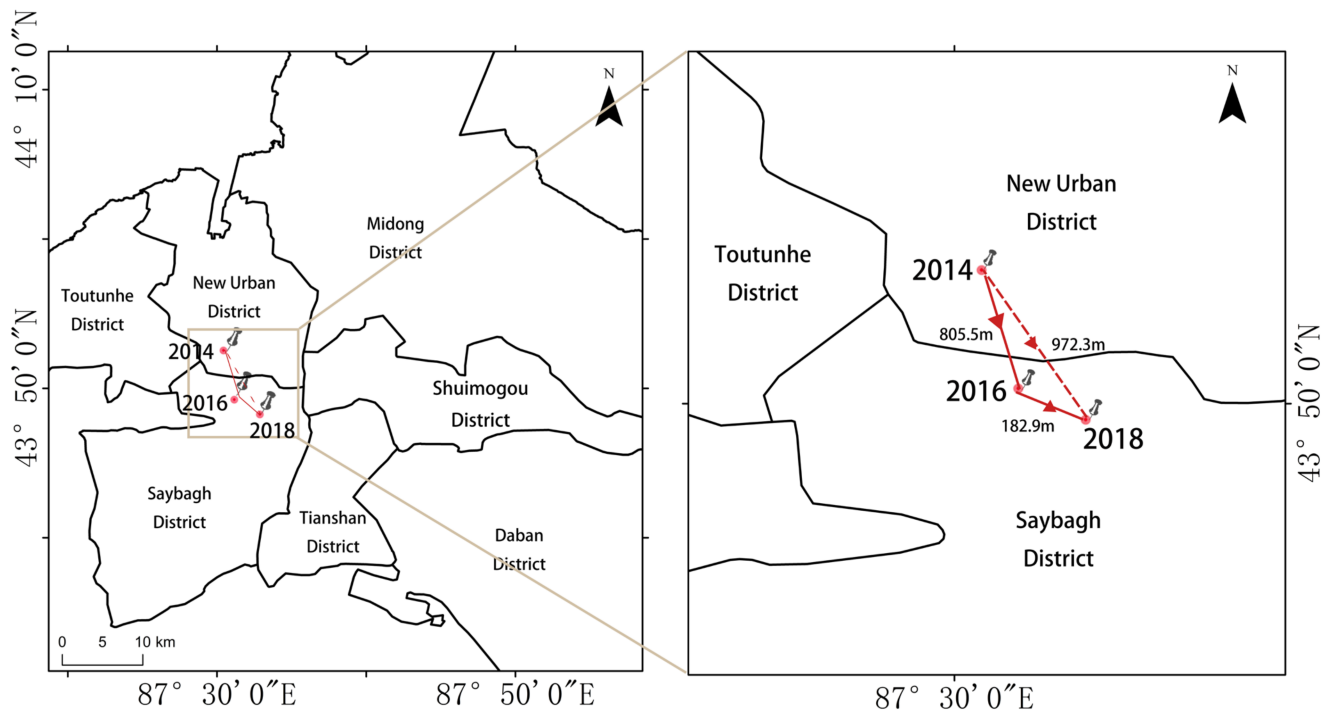 N
44° 10′ 0″N
Midong
District
New Urban
District
Toutunhe
District
2014
2016
2018
43° 50′ 0″N
Shuimogou
District
Saybagh
District
Tianshan
District
Daban
District
0 5 10 km
87° 30′ 0″E
87° 50′ 0″E
N
New Urban
District
Toutunhe
District
2014
805.5m
972.3m
2016
182.9m
2018
43° 50′ 0″N
Saybagh
District
87° 30′ 0″E